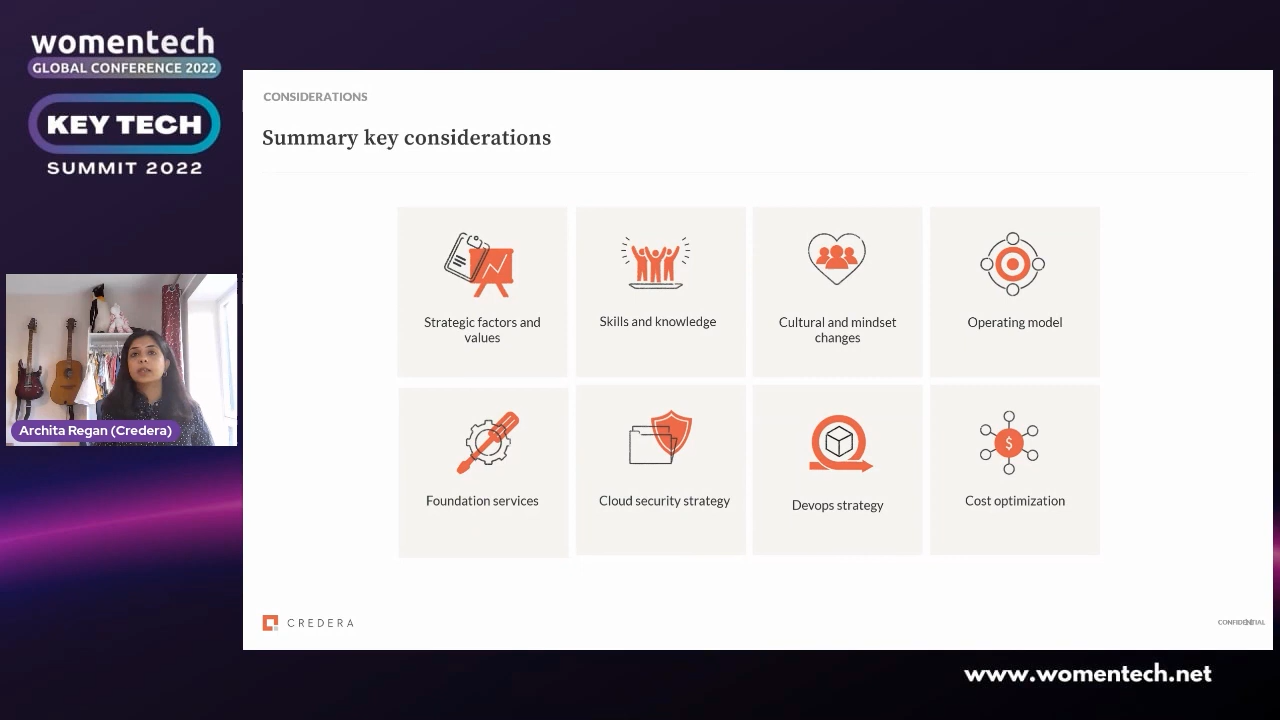 womentech
GLOBAL CONFERENCE 2022
KEY TECH
SUMMIT 2022
CONSIDERATIONS
Summary key considerations
Strategic factors and
values
Skills and knowledge
Cultural and mindset
changes
Operating model
Foundation services
Cloud security strategy
Devops strategy
$
Cost optimization
Archita Regan (Credera)
CREDERA
CONFIDENTIAL
www.womentech.net